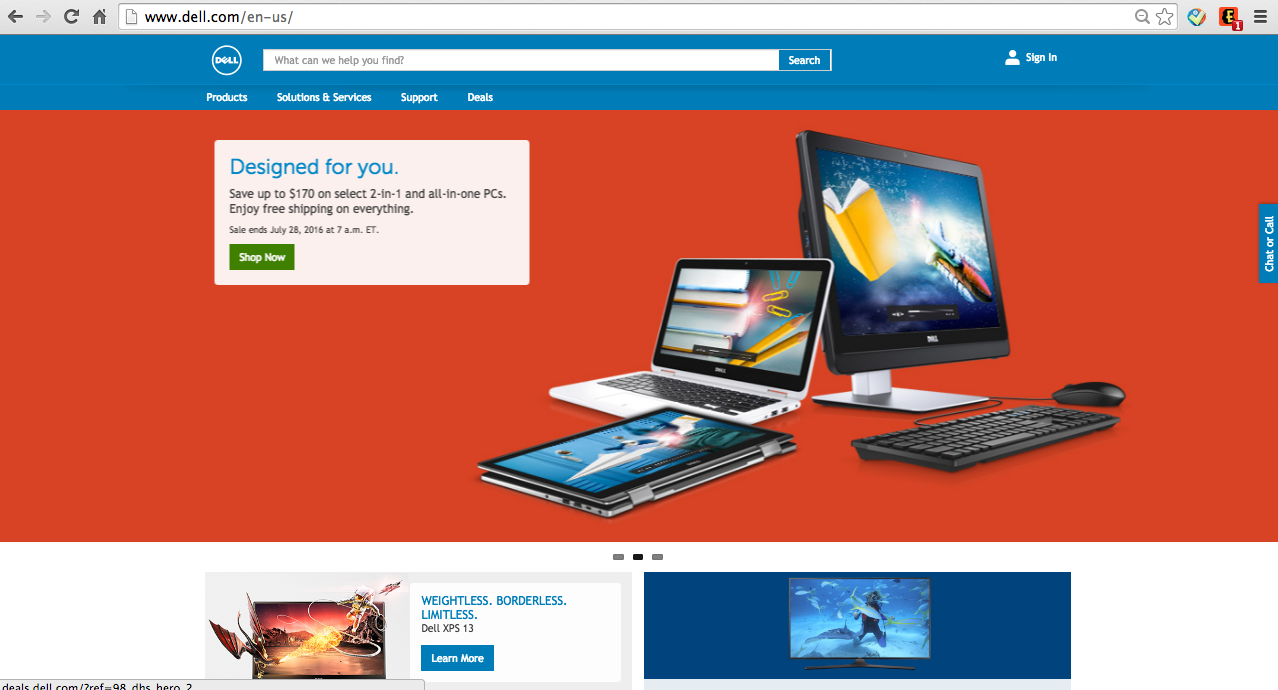 www.dell.com/en-us/
1
DELL
What can we help you find?
Search
Sign In
Products
Solutions & Services
Support
Deals
Designed for you.
Save up to $170 on select 2-in-1 and all-in-one PCs.
Enjoy free shipping on everything.
Sale ends July 28, 2016 at 7 a.m. ET.
Shop Now
Chat or Call
DELL
DELL
WEIGHTLESS. BORDERLESS.
LIMITLESS.
Dell XPS 13
Learn More
deals.dell.com/?ref=98_dhs_hero_2